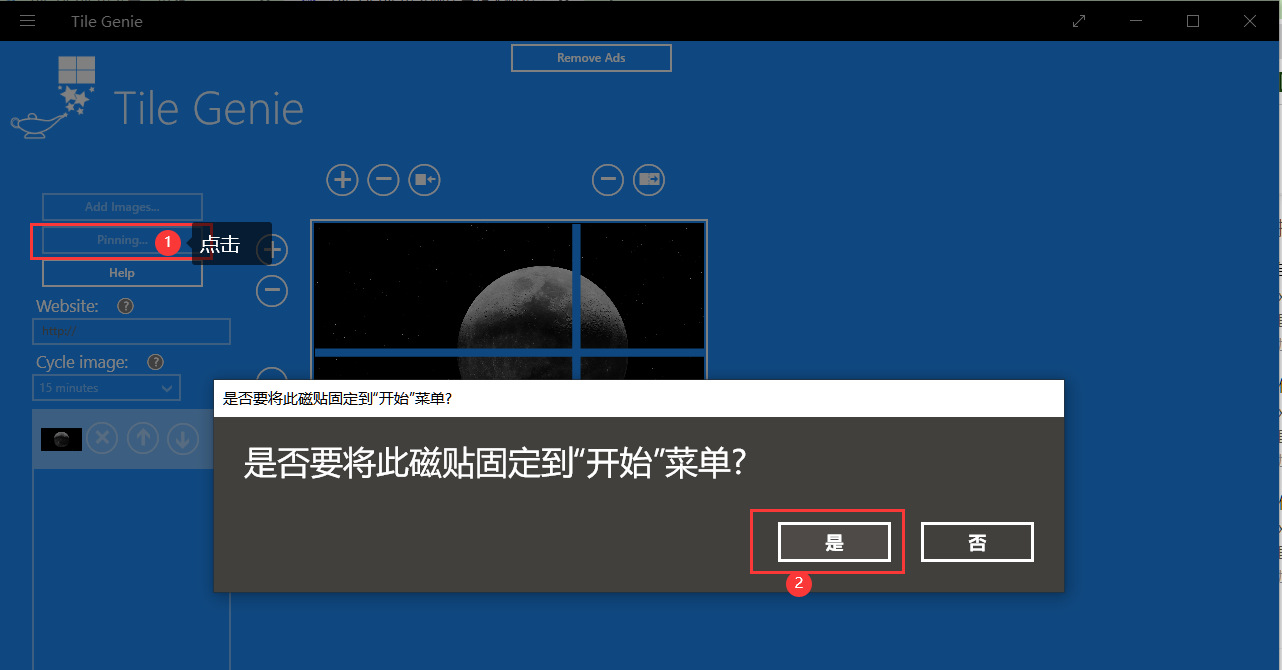 Tile Genie
Remove Ads
Tile Genie
Add Images...
Pinning...
1
点击
Help
Website:
?
http://
Cycle image:
?
15 minutes
是否要将此磁贴固定到“开始”菜单?
是否要将此磁贴固定到“开始”菜单?
是
否
2